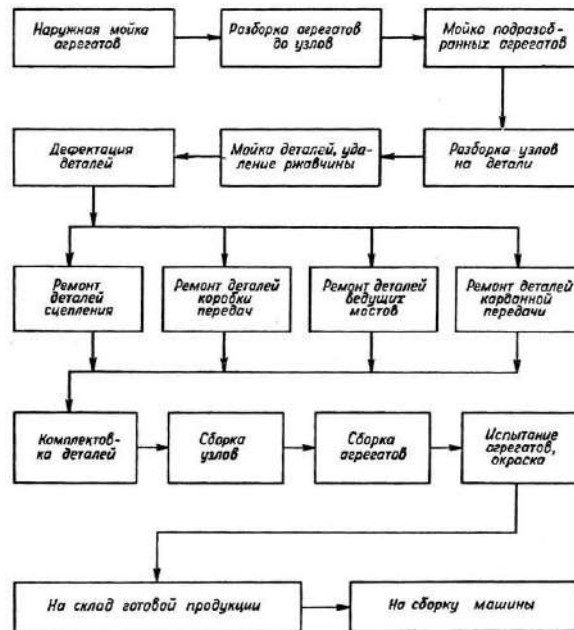 Наружная мойка
агрегатов
Разборка агрегатов
до узлов
Мойка подразоб-
ранных агрегатов
Дефектация
деталей
Мойка деталей, уда-
ление ржавчины
Разборка узлов
на детали
Ремонт
деталей
сцепления
Ремонт деталей
коробки
передач
Ремонт деталей
ведущих
мостов
Ремонт деталей
карданной
передачи
Комплектов-
ка деталей
Сборка
узлов
Сборка
агрегатов
Испытание
агрегатов,
окраска
На склад готовой продукции
На сборку машины